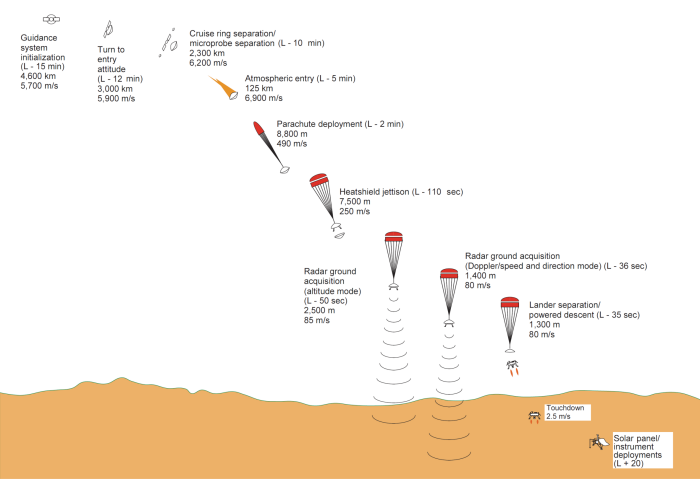 Guidance
system
initialization
(L - 15 min)
4,600 km
5,700 m/s
Turn to
entry
attitude
(L - 12 min)
3,000 km
5,900 m/s
Cruise ring separation/
microprobe separation (L - 10 min)
2,300 km
6,200 m/s
Atmospheric entry (L - 5 min)
125 km
6,900 m/s
Parachute deployment (L - 2 min)
8,800 m
490 m/s
Heatshield jettison (L - 110 sec)
7,500 m
250 m/s
Radar ground
acquisition
(altitude mode)
(L - 50 sec)
2,500 m
85 m/s
Radar ground acquisition
(Doppler/speed and direction mode) (L - 36 sec)
1,400 m
80 m/s
Lander separation/
powered descent (L - 35 sec)
1,300 m
80 m/s
Touchdown
2.5 m/s
Solar panel/
instrument
deployments
(L + 20)